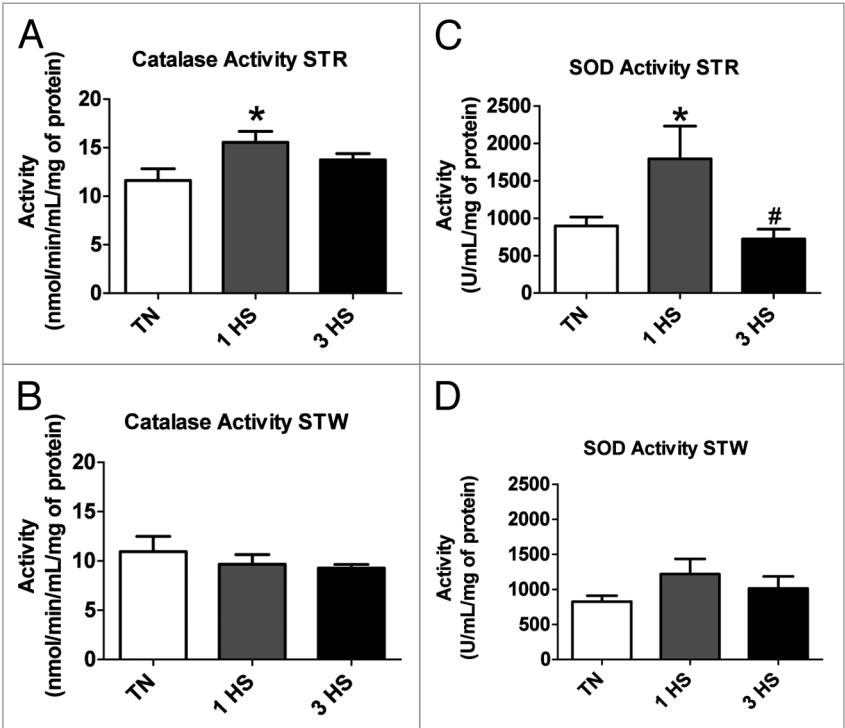 A
Catalase Activity STR
Activity
(nmol/min/mL/mg of protein)
20
15
10
5
0
*
TN
1 HS
3 HS
C
SOD Activity STR
Activity
(U/mL/mg of protein)
2500
2000
1500
1000
500
0
*
#
TN
1 HS
3 HS
B
Catalase Activity STW
Activity
(nmol/min/mL/mg of protein)
20
15
10
5
0
TN
1 HS
3 HS
D
SOD Activity STW
Activity
(U/mL/mg of protein)
2500
2000
1500
1000
500
0
TN
1 HS
3 HS